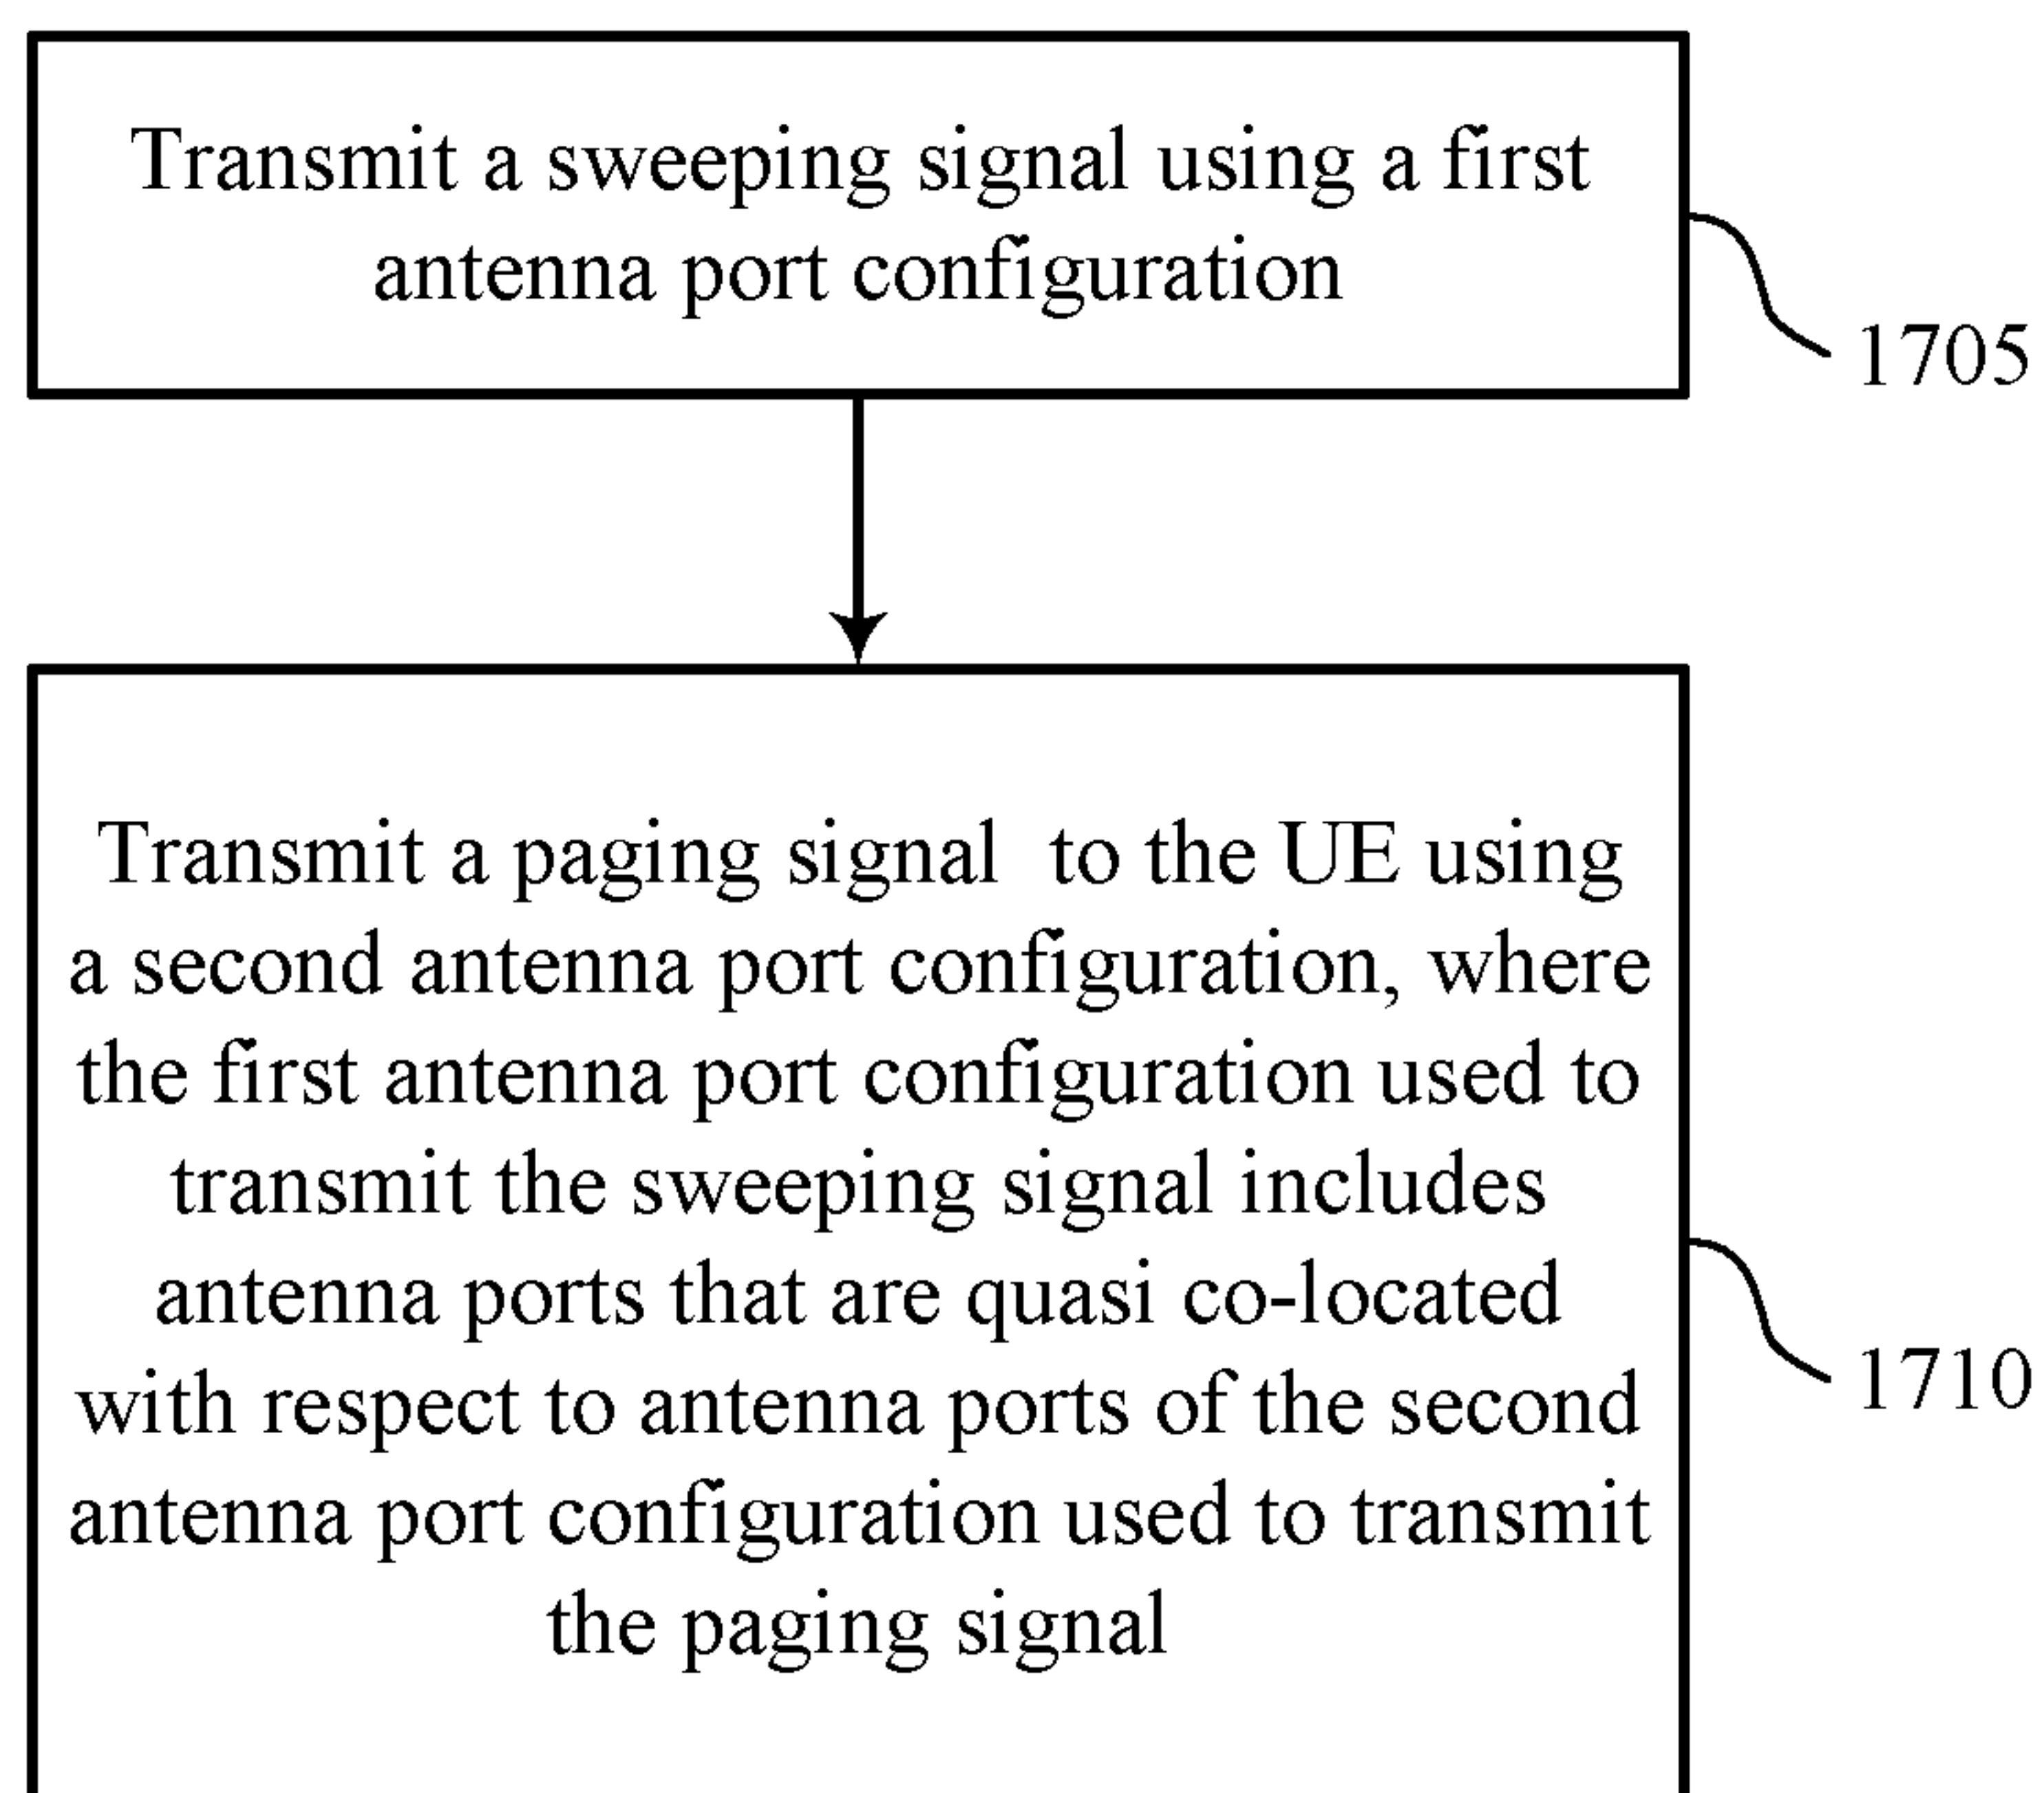 Transmit a sweeping signal using a first
antenna port configuration
1705
Transmit a paging signal to the UE using
a second antenna port configuration, where
the first antenna port configuration used to
transmit the sweeping signal includes
antenna ports that are quasi co-located
with respect to antenna ports of the second
antenna port configuration used to transmit
the paging signal
1710